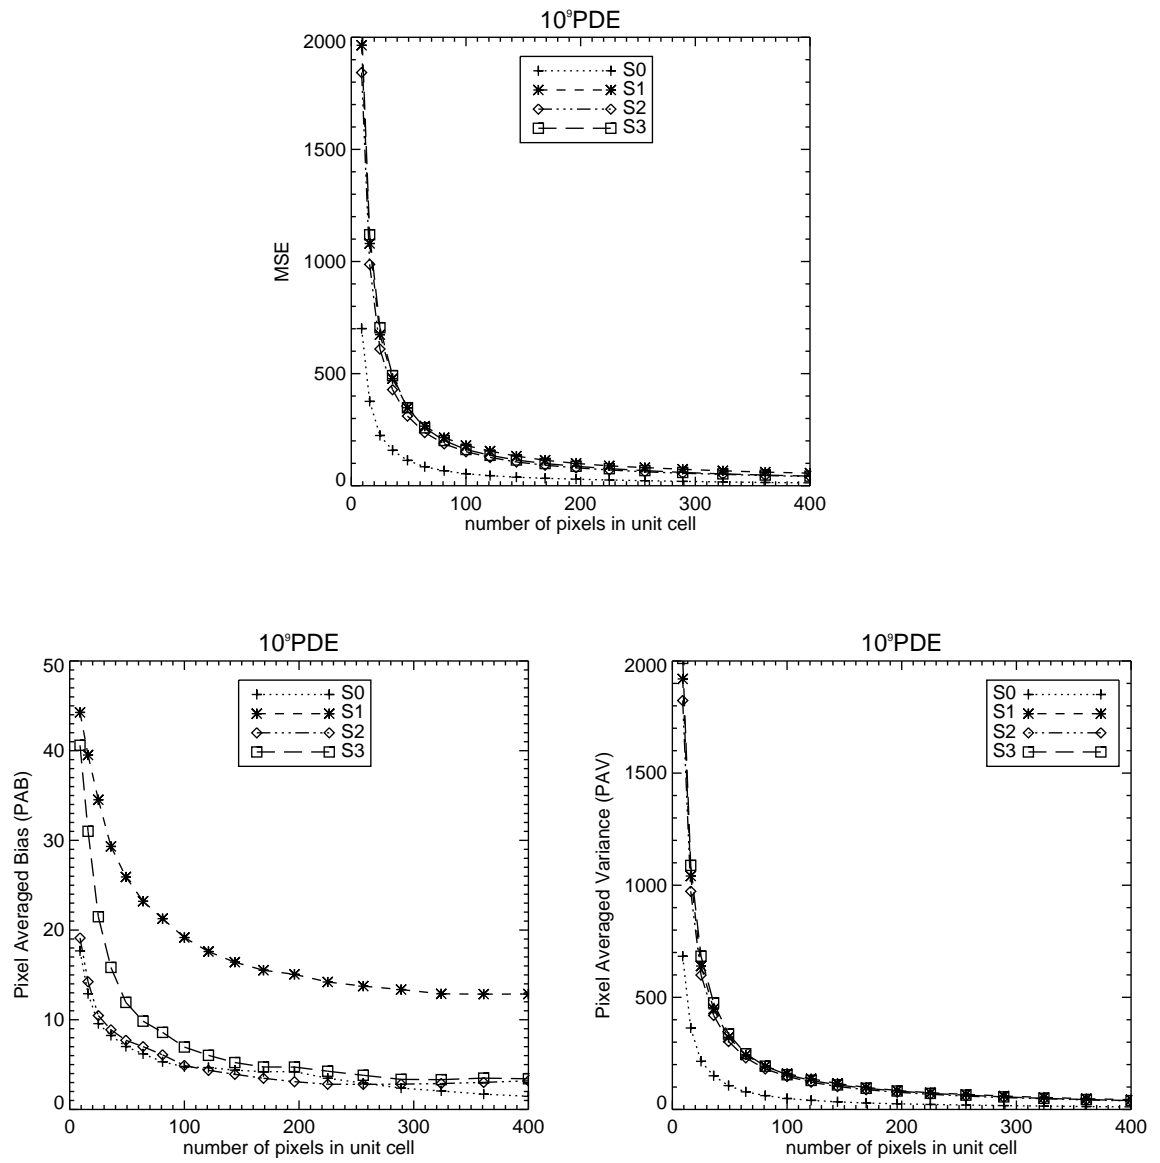 10⁹PDE
2000
1500
1000
500
0
MSE
S0
S1
S2
S3
0 100 200 300 400
number of pixels in unit cell
10⁹PDE
50
40
30
20
10
0
Pixel Averaged Bias (PAB)
S0
S1
S2
S3
0 100 200 300 400
number of pixels in unit cell
10⁹PDE
2000
1500
1000
500
0
Pixel Averaged Variance (PAV)
S0
S1
S2
S3
0 100 200 300 400
number of pixels in unit cell